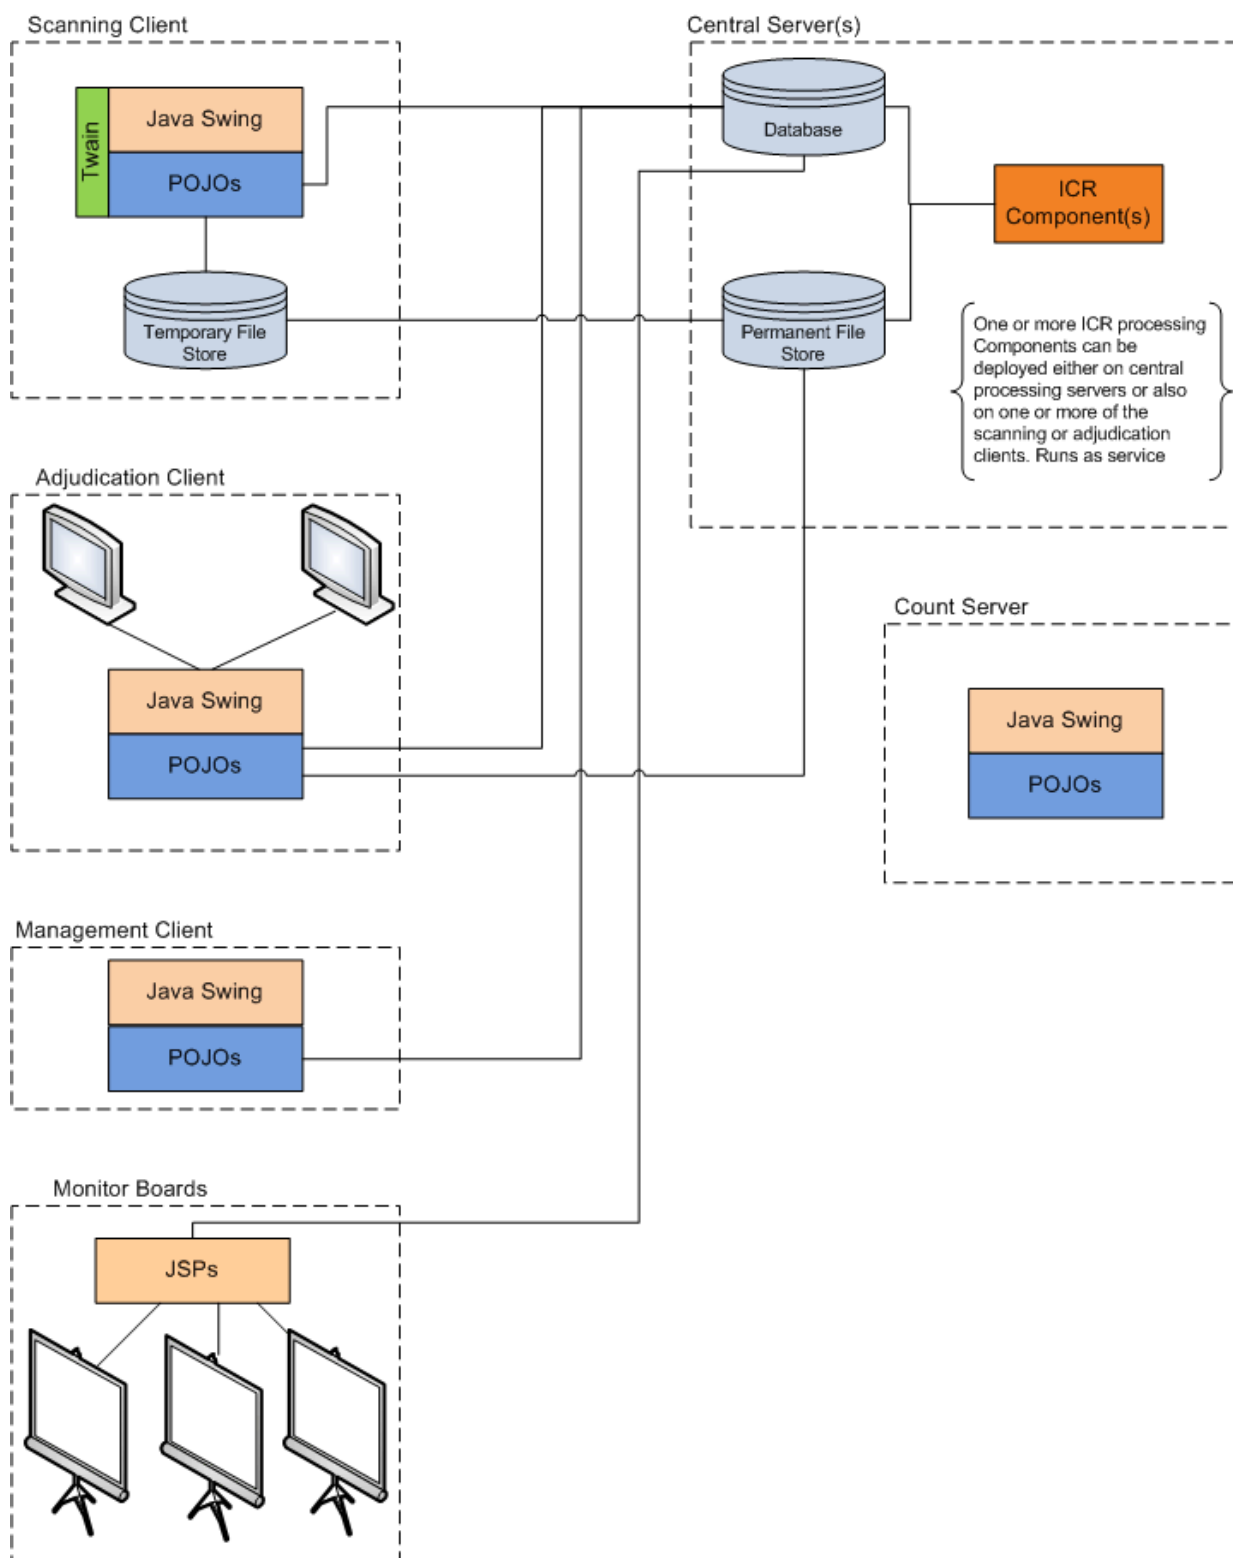 Scanning Client
Twain
Java Swing
POJOs
Temporary File
Store
Central Server(s)
Database
ICR
Component(s)
Permanent File
Store
One or more ICR processing
Components can be
deployed either on central
processing servers or also
on one or more of the
scanning or adjudication
clients. Runs as service
Adjudication Client
Java Swing
POJOs
Count Server
Java Swing
POJOs
Management Client
Java Swing
POJOs
Monitor Boards
JSPs